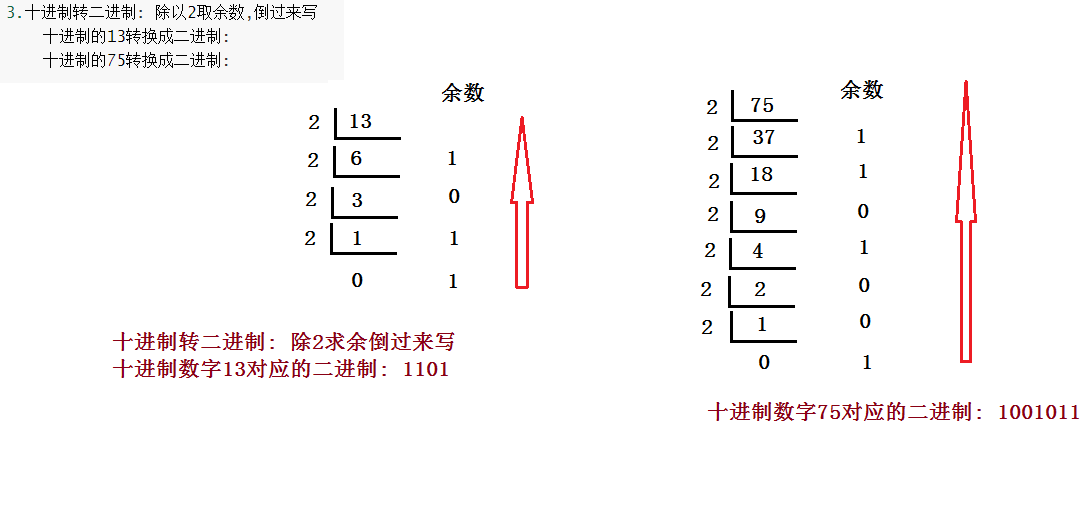 3.十进制转二进制: 除以2取余数,倒过来写
十进制的13转换成二进制:
十进制的75转换成二进制:
余数
2 13
2 6 1
2 3 0
2 1 1
0 1
十进制转二进制: 除2求余倒过来写
十进制数字13对应的二进制: 1101
余数
2 75
2 37 1
2 18 1
2 9 0
2 4 1
2 2 0
2 1 0
0 1
十进制数字75对应的二进制: 1001011